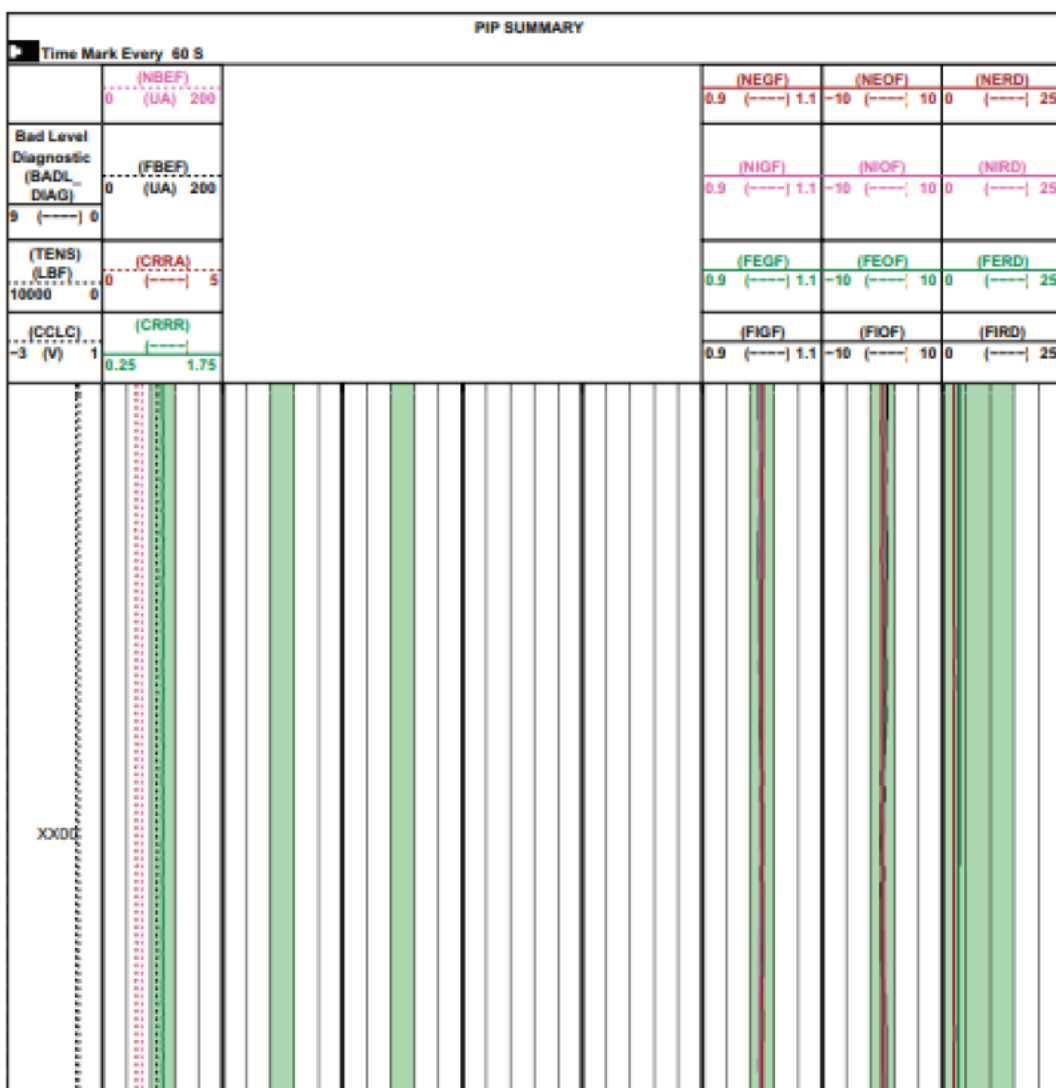 PIP SUMMARY
Time Mark Every 60 S
(NBEF)
0 (UA) 200
(NEGF)
0.9 (----) 1.1
(NEOF)
-10 (----) 10
(NERD)
0 (----) 25
Bad Level
Diagnostic
(BADL_
DIAG)
9 (----) 0
(FBEF)
0 (UA) 200
(NIGF)
0.9 (----) 1.1
(NIOF)
-10 (----) 10
(NIRD)
0 (----) 25
(TENS)
(LBF)
10000 0
(CRRA)
0 (----) 5
(FEGF)
0.9 (----) 1.1
(FEOF)
-10 (----) 10
(FERD)
0 (----) 25
(CCLC)
-3 (V) 1
(CRRR)
(----)
0.25 1.75
(FIGF)
0.9 (----) 1.1
(FIOF)
-10 (----) 10
(FIRD)
0 (----) 25